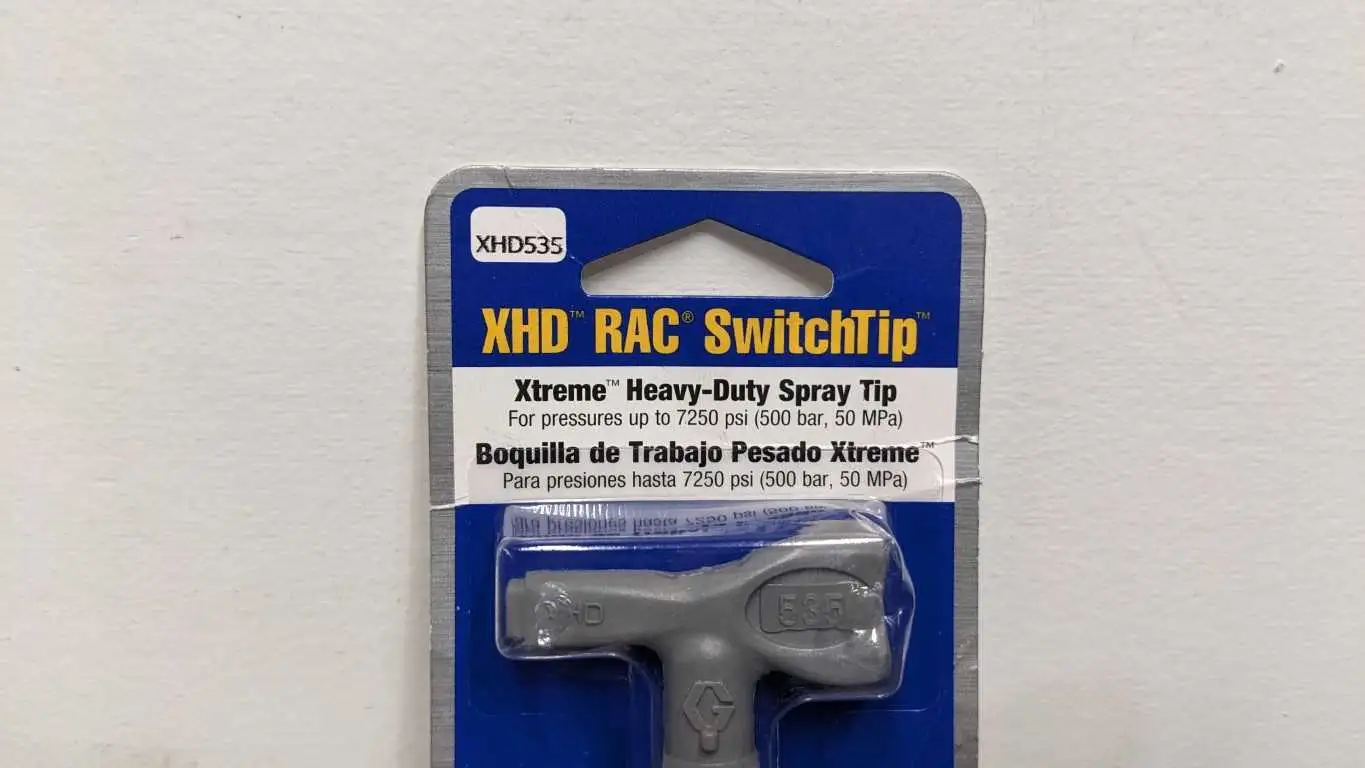 XHD535
XHD™ RAC® SwitchTip™
Xtreme™ Heavy-Duty Spray Tip
For pressures up to 7250 psi (500 bar, 50 MPa)
Boquilla de Trabajo Pesado Xtreme™
Para presiones hasta 7250 psi (500 bar, 50 MPa)
XHD
535
G